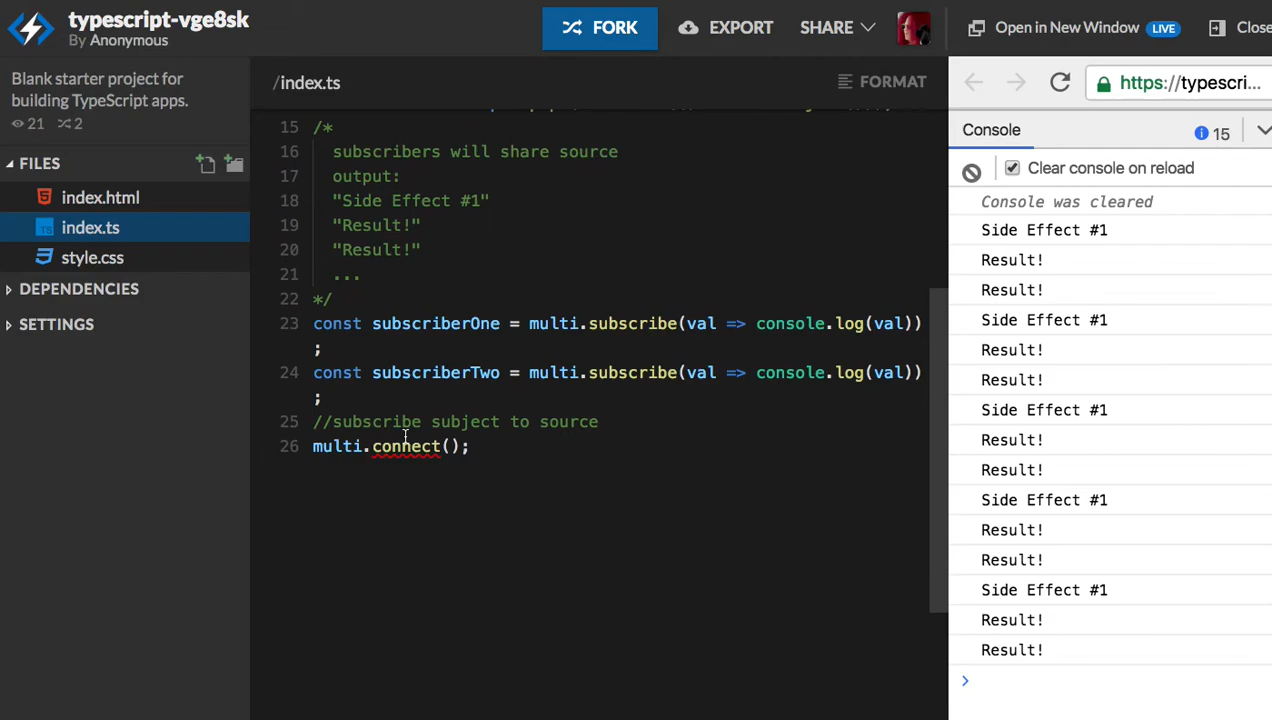 typescript-vge8sk
By Anonymous
FORK
EXPORT
SHARE
Open in New Window LIVE
Close
Blank starter project for
building TypeScript apps.
21 2
FILES
index.html
index.ts
style.css
DEPENDENCIES
SETTINGS
/index.ts
FORMAT
15 /*
16 subscribers will share source
17 output:
18 "Side Effect #1"
19 "Result!"
20 "Result!"
21 ...
22 */
23 const subscriberOne = multi.subscribe(val => console.log(val))
;
24 const subscriberTwo = multi.subscribe(val => console.log(val))
;
25 //subscribe subject to source
26 multi.connect();
https://typescri...
Console
15
Clear console on reload
Console was cleared
Side Effect #1
Result!
Result!
Side Effect #1
Result!
Result!
Side Effect #1
Result!
Result!
Side Effect #1
Result!
Result!
Side Effect #1
Result!
Result!